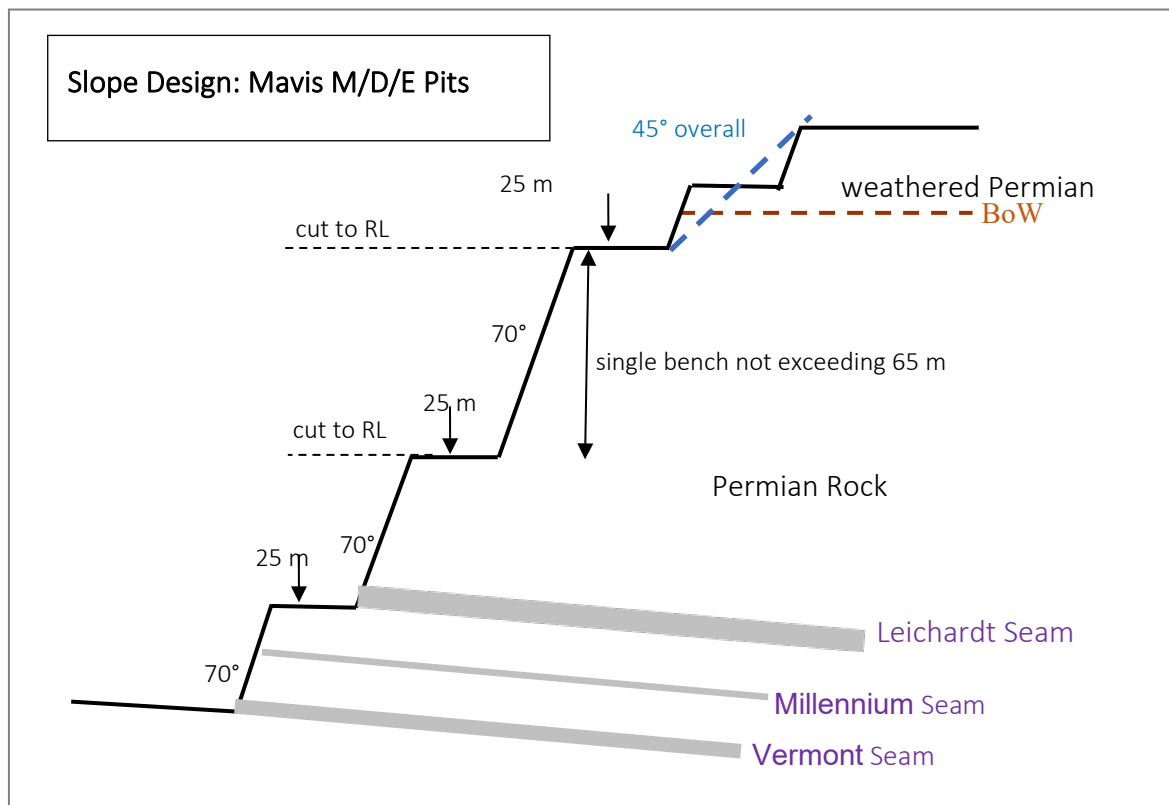 Slope Design: Mavis M/D/E Pits
45° overall
25 m
weathered Permian
BoW
cut to RL
70°
single bench not exceeding 65 m
25 m
cut to RL
Permian Rock
70°
25 m
Leichardt Seam
70°
Millennium Seam
Vermont Seam